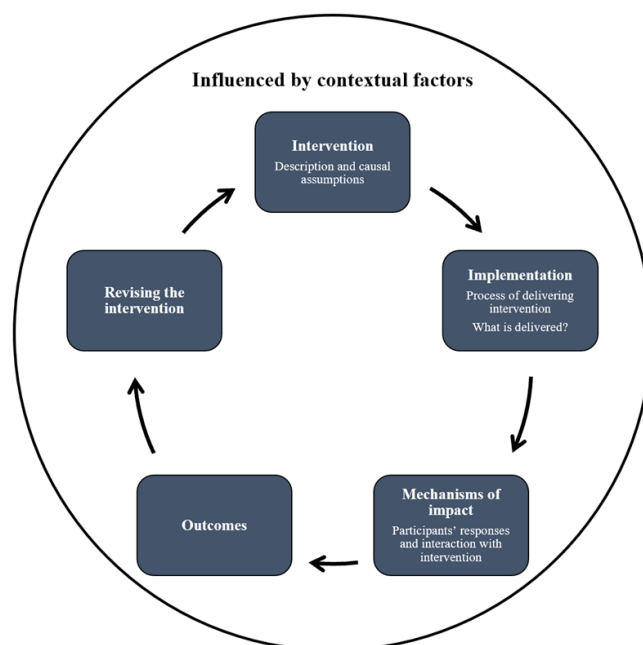 Influenced by contextual factors
Intervention
Description and causal
assumptions
Implementation
Process of delivering
intervention
What is delivered?
Mechanisms of
impact
Participants’ responses
and interaction with
intervention
Outcomes
Revising the
intervention